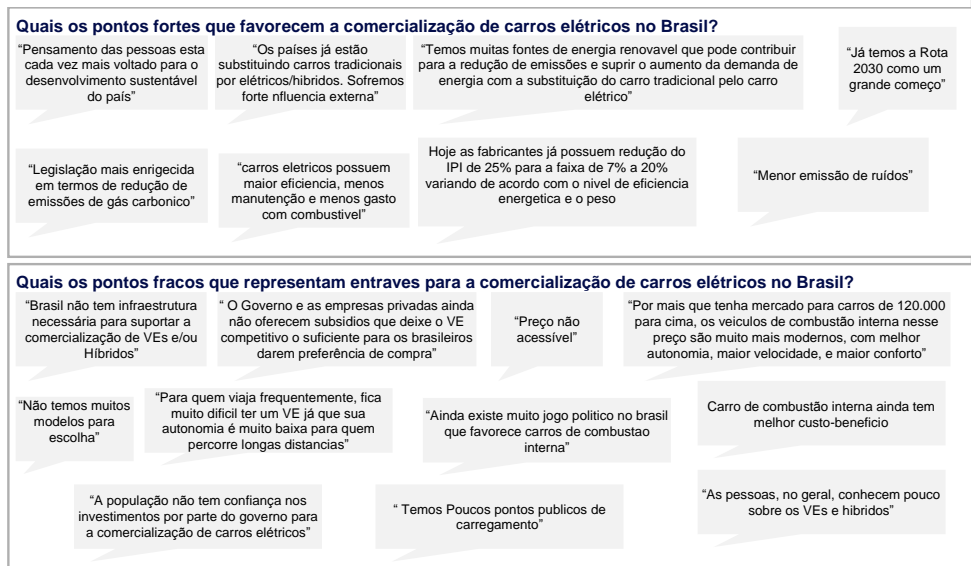 Quais os pontos fortes que favorecem a comercialização de carros elétricos no Brasil?
“Pensamento das pessoas esta
cada vez mais voltado para o
desenvolvimento sustentável
do país”
“Os países já estão
substituindo carros tradicionais
por elétricos/hibridos. Sofremos
forte nfluencia externa”
“Temos muitas fontes de energia renovavel que pode contribuir
para a redução de emissões e suprir o aumento da demanda de
energia com a substituição do carro tradicional pelo carro
elétrico”
“Já temos a Rota
2030 como um
grande começo”
“Legislação mais enrigecida
em termos de redução de
emissões de gás carbonico”
“carros eletricos possuem
maior eficiencia, menos
manutenção e menos gasto
com combustivel”
Hoje as fabricantes já possuem redução do
IPI de 25% para a faixa de 7% a 20%
variando de acordo com o nivel de eficiencia
energetica e o peso
“Menor emissão de ruídos”
Quais os pontos fracos que representam entraves para a comercialização de carros elétricos no Brasil?
“Brasil não tem infraestrutura
necessária para suportar a
comercialização de VEs e/ou
Híbridos”
“ O Governo e as empresas privadas ainda
não oferecem subsidios que deixe o VE
competitivo o suficiente para os brasileiros
darem preferência de compra”
“Preço não
acessível”
“Por mais que tenha mercado para carros de 120.000
para cima, os veiculos de combustão interna nesse
preço são muito mais modernos, com melhor
autonomia, maior velocidade, e maior conforto”
“Não temos muitos
modelos para
escolha”
“Para quem viaja frequentemente, fica
muito dificil ter um VE já que sua
autonomia é muito baixa para quem
percorre longas distancias”
“Ainda existe muito jogo politico no brasil
que favorece carros de combustao
interna”
Carro de combustão interna ainda tem
melhor custo-beneficio
“A população não tem confiança nos
investimentos por parte do governo para
a comercialização de carros elétricos”
“ Temos Poucos pontos publicos de
carregamento”
“As pessoas, no geral, conhecem pouco
sobre os VEs e hibridos”